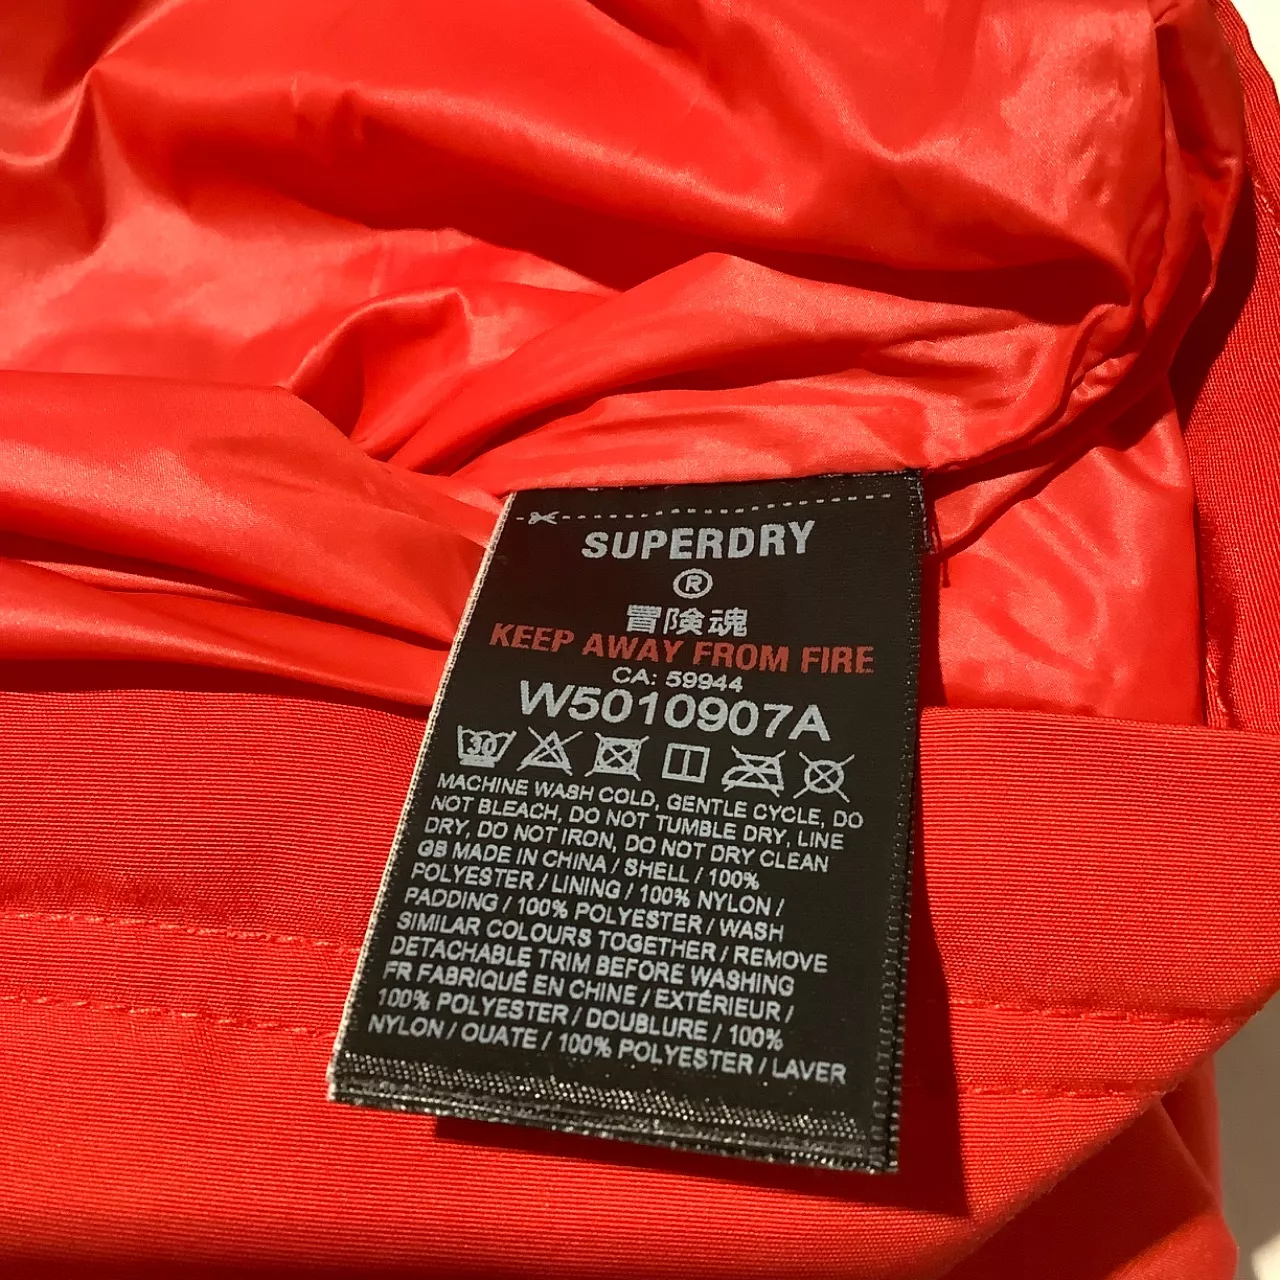 SUPERDRY
®
冒険魂
KEEP AWAY FROM FIRE
CA: 59944
W5010907A
30
MACHINE WASH COLD, GENTLE CYCLE, DO
NOT BLEACH, DO NOT TUMBLE DRY, LINE
DRY, DO NOT IRON, DO NOT DRY CLEAN
GB MADE IN CHINA / SHELL / 100%
POLYESTER / LINING / 100% NYLON /
PADDING / 100% POLYESTER / WASH
SIMILAR COLOURS TOGETHER / REMOVE
DETACHABLE TRIM BEFORE WASHING
FR FABRIQUÉ EN CHINE / EXTÉRIEUR /
100% POLYESTER / DOUBLURE / 100%
NYLON / OUATE / 100% POLYESTER / LAVER